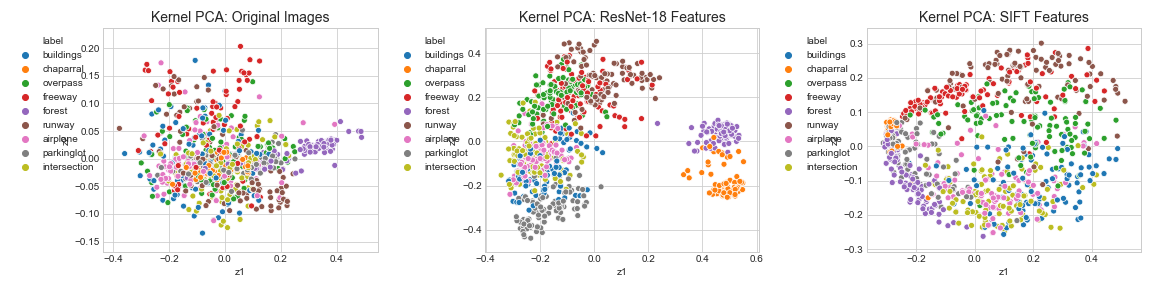 Kernel PCA: Original Images
label
buildings
chaparral
overpass
freeway
forest
runway
airplane
parkinglot
intersection
0.20
0.15
0.10
0.05
0.00
−0.05
−0.10
−0.15
−0.4
−0.2
0.0
0.2
0.4
z1
Kernel PCA: ResNet-18 Features
label
buildings
chaparral
overpass
freeway
forest
runway
airplane
parkinglot
intersection
0.4
0.2
0.0
−0.2
−0.4
−0.4
−0.2
0.0
0.2
0.4
0.6
z1
Kernel PCA: SIFT Features
label
buildings
chaparral
overpass
freeway
forest
runway
airplane
parkinglot
intersection
0.3
0.2
0.1
0.0
−0.1
−0.2
−0.3
−0.2
0.0
0.2
0.4
z1